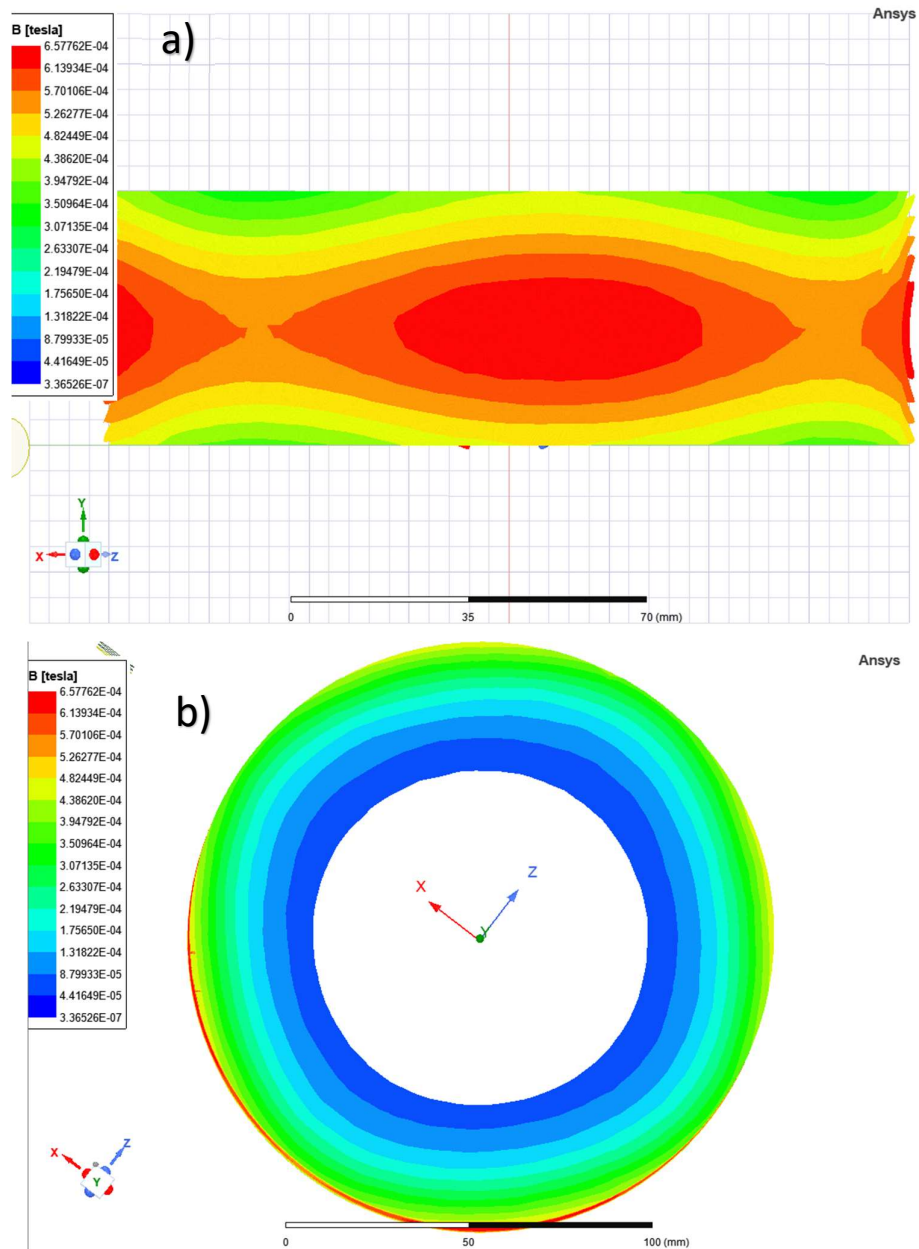 Ansys
B [tesla]
a)
6.57762E-04
6.13934E-04
5.70106E-04
5.26277E-04
4.82449E-04
4.38620E-04
3.94792E-04
3.50964E-04
3.07135E-04
2.63307E-04
2.19479E-04
1.75650E-04
1.31822E-04
8.79933E-05
4.41649E-05
3.36526E-07
Y
X
Z
0
35
70 (mm)
Ansys
B [tesla]
b)
6.57762E-04
6.13934E-04
5.70106E-04
5.26277E-04
4.82449E-04
4.38620E-04
3.94792E-04
3.50964E-04
3.07135E-04
2.63307E-04
2.19479E-04
1.75650E-04
1.31822E-04
8.79933E-05
4.41649E-05
3.36526E-07
X
Z
Y
X
Z
Y
0
50
100 (mm)